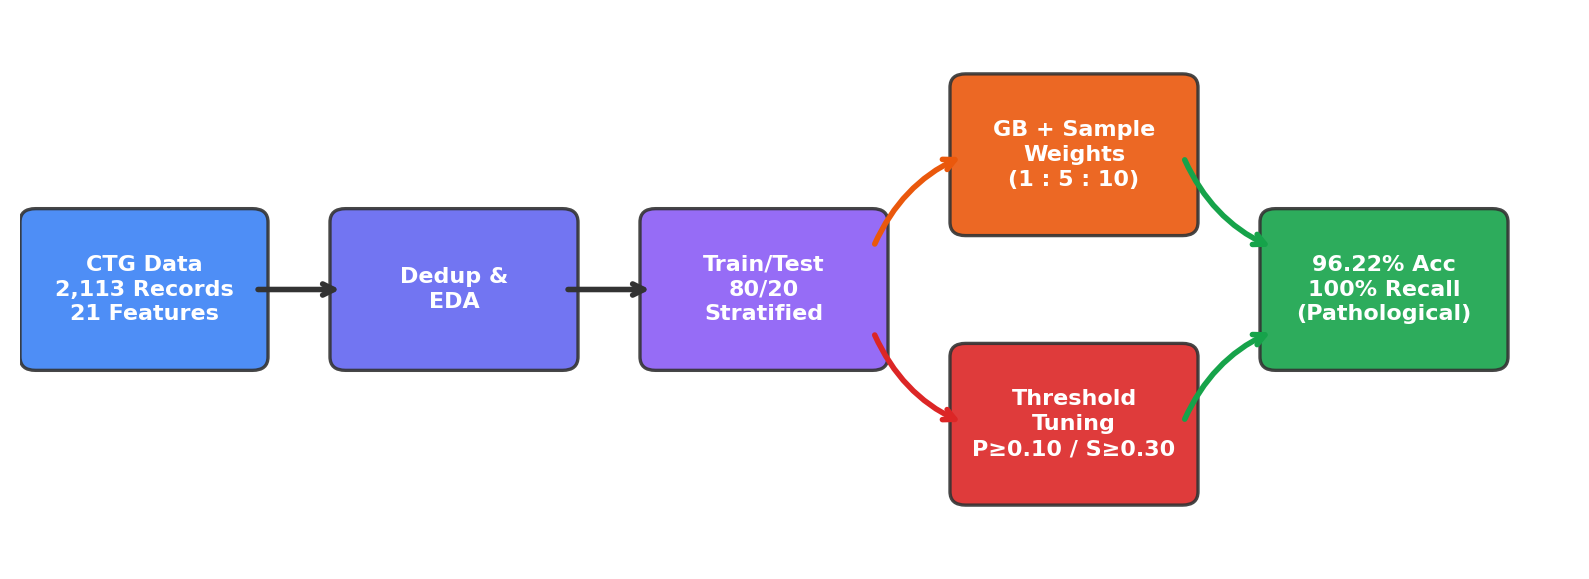 CTG Data
2,113 Records
21 Features
Dedup &
EDA
Train/Test
80/20
Stratified
GB + Sample
Weights
(1 : 5 : 10)
Threshold
Tuning
P≥0.10 / S≥0.30
96.22% Acc
100% Recall
(Pathological)